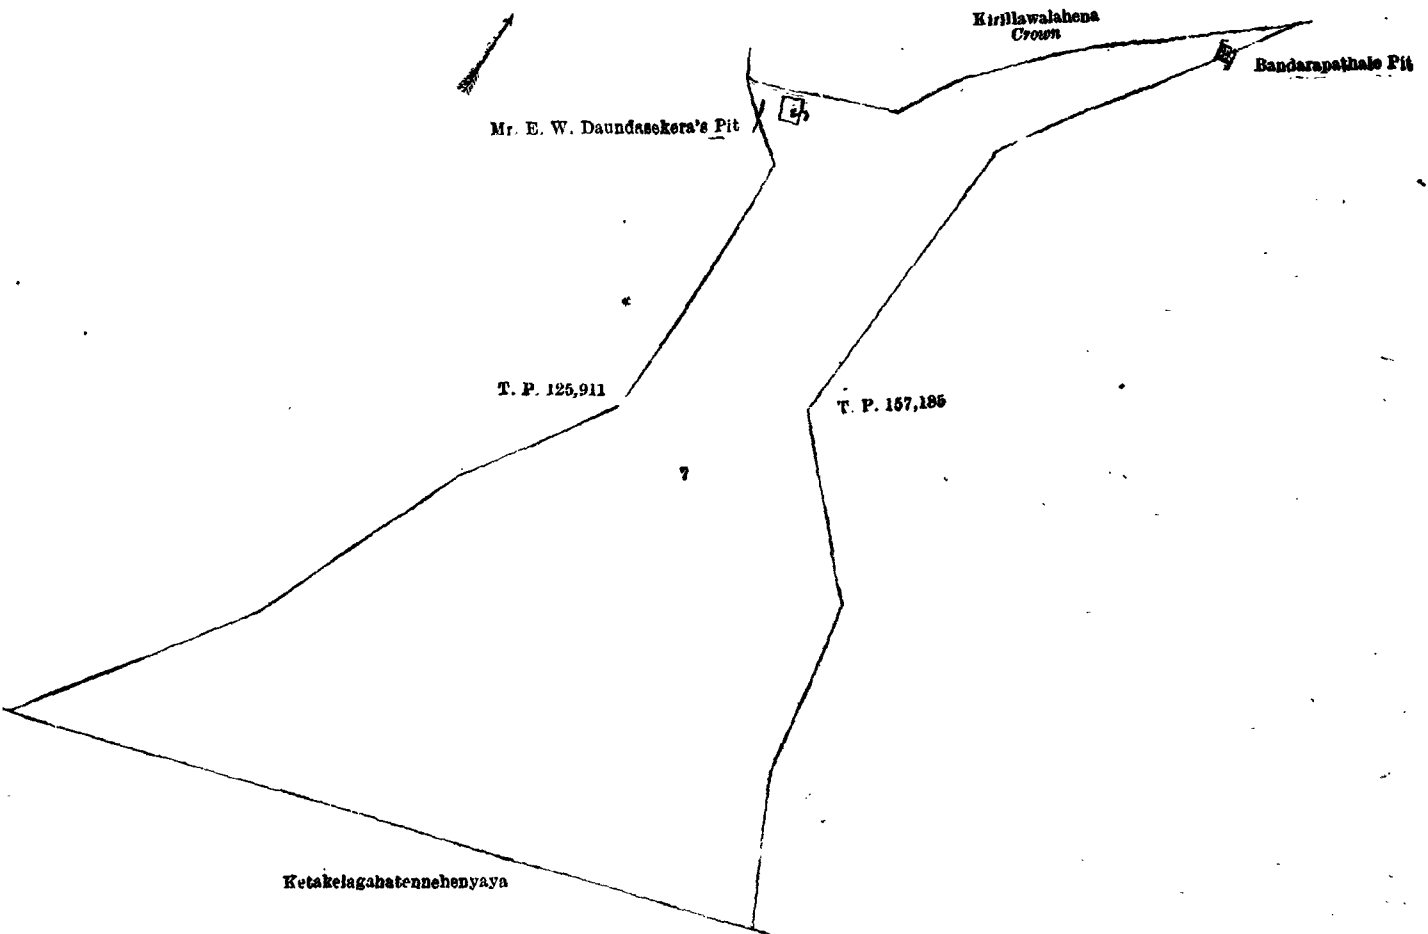 Kirillawalahena
Crown
Bandarapathale Pit
Mr. E. W. Daundasekera's Pit
T. P. 125,911
T. P. 157,185
7
Ketakelagahatennehenyaya